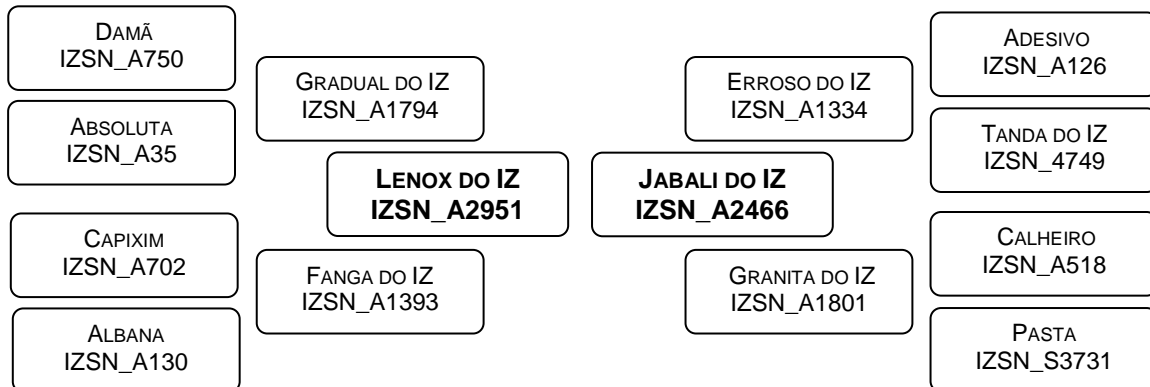 Damã
IZSN_A750
Absoluta
IZSN_A35
Capixim
IZSN_A702
Albana
IZSN_A130
Gradual do IZ
IZSN_A1794
Fanga do IZ
IZSN_A1393
Lenox do IZ
IZSN_A2951
Jabali do IZ
IZSN_A2466
Erroso do IZ
IZSN_A1334
Granita do IZ
IZSN_A1801
Adesivo
IZSN_A126
Tanda do IZ
IZSN_4749
Calheiro
IZSN_A518
Pasta
IZSN_S3731